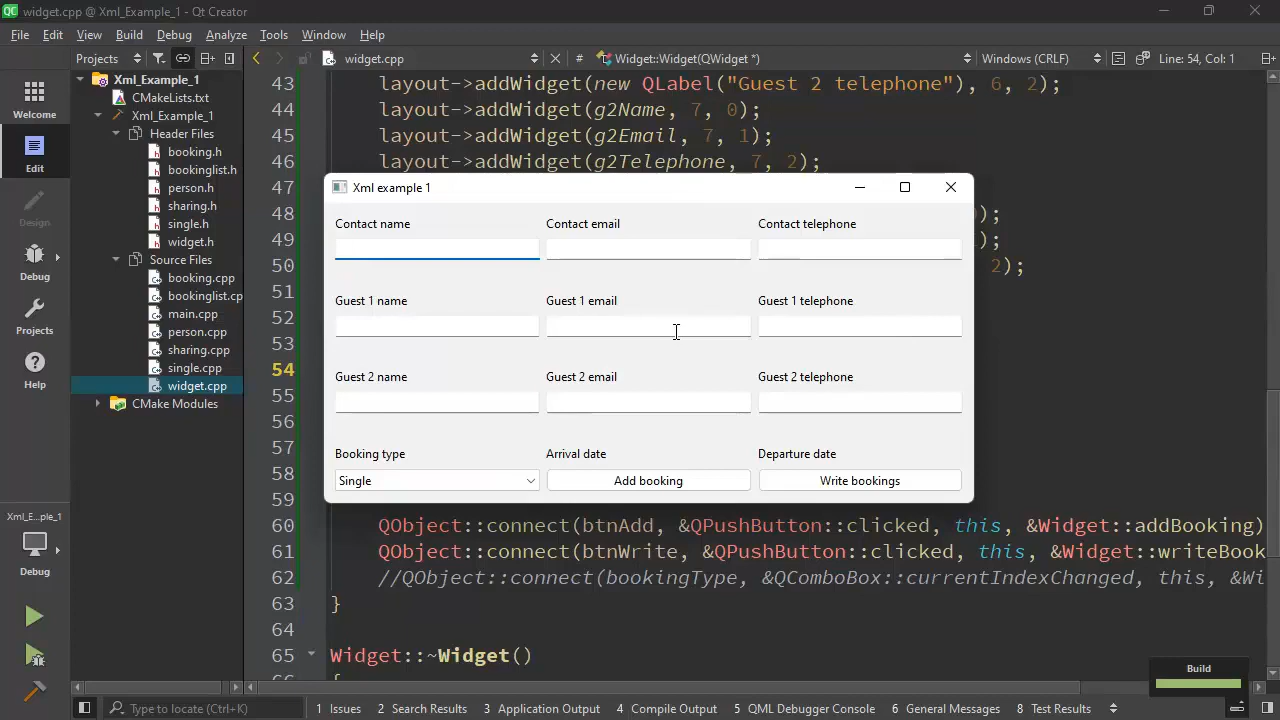 QC widget.cpp @ Xml_Example_1 - Qt Creator
File Edit View Build Debug Analyze Tools Window Help
Projects widget.cpp # Widget::Widget(QWidget *) Windows (CRLF) Line: 54, Col: 1
Welcome
Edit
Design
Debug
Projects
Help
Xml_E...ple_1
Debug
Xml_Example_1
CMakeLists.txt
Xml_Example_1
Header Files
booking.h
bookinglist.h
person.h
sharing.h
single.h
widget.h
Source Files
booking.cpp
bookinglist.cp
main.cpp
person.cpp
sharing.cpp
single.cpp
widget.cpp
CMake Modules
43 layout->addWidget(new QLabel("Guest 2 telephone"), 6, 2);
44 layout->addWidget(g2Name, 7, 0);
45 layout->addWidget(g2Email, 7, 1);
46 layout->addWidget(g2Telephone, 7, 2);
47
48 );
49 );
50 2);
51
52
53
54
55
56
57
58
59
60 QObject::connect(btnAdd, &QPushButton::clicked, this, &Widget::addBooking)
61 QObject::connect(btnWrite, &QPushButton::clicked, this, &Widget::writeBook
62 //QObject::connect(bookingType, &QComboBox::currentIndexChanged, this, &Wi
63 }
64
65 Widget::~Widget()
66 {
Xml example 1
Contact name Contact email Contact telephone
Guest 1 name Guest 1 email Guest 1 telephone
Guest 2 name Guest 2 email Guest 2 telephone
Booking type Arrival date Departure date
Single Add booking Write bookings
Build
Type to locate (Ctrl+K) 1 Issues 2 Search Results 3 Application Output 4 Compile Output 5 QML Debugger Console 6 General Messages 8 Test Results